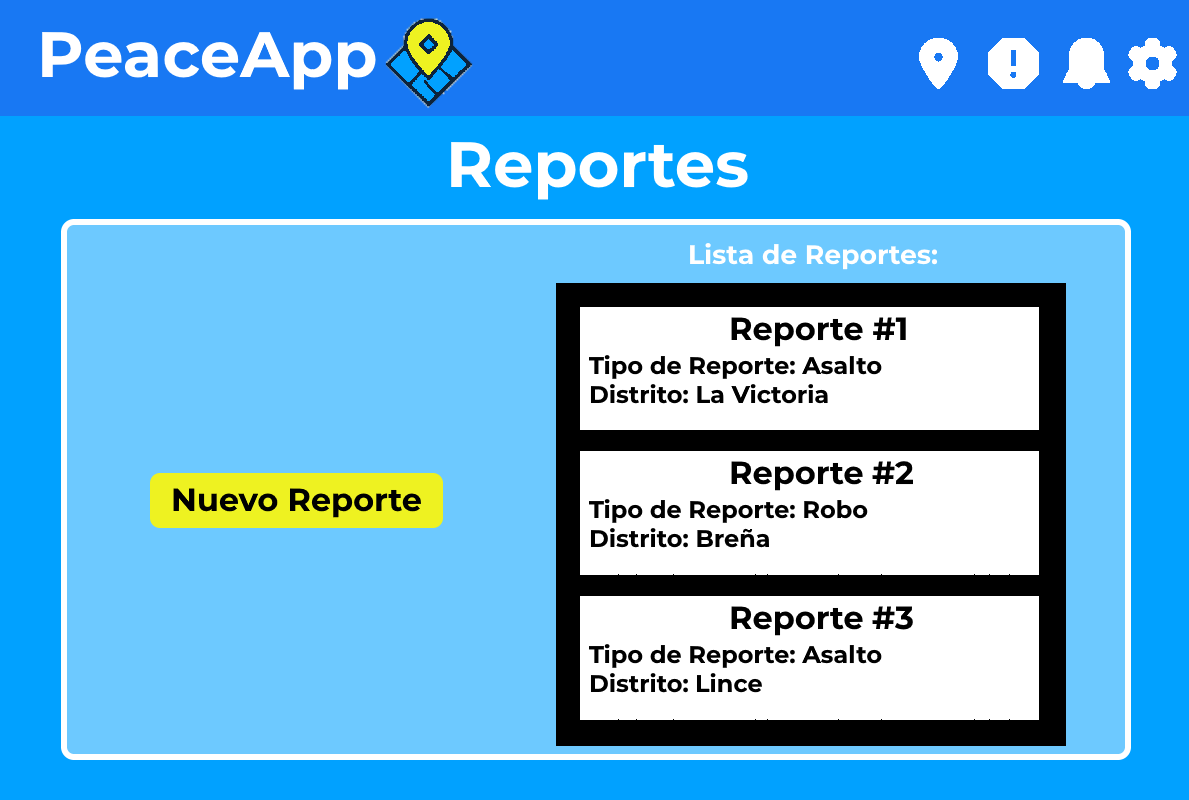 PeaceApp
Reportes
Lista de Reportes:
Reporte #1
Tipo de Reporte: Asalto
Distrito: La Victoria
Nuevo Reporte
Reporte #2
Tipo de Reporte: Robo
Distrito: Breña
Reporte #3
Tipo de Reporte: Asalto
Distrito: Lince